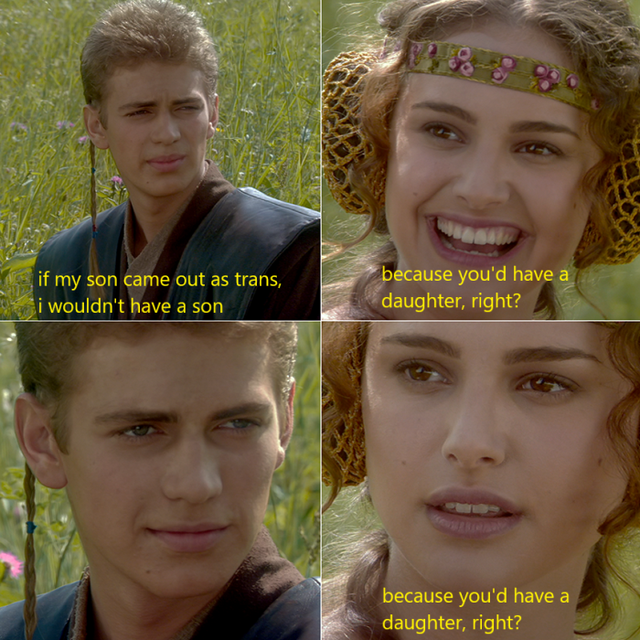 if my son came out as trans,
i wouldn't have a son
because you'd have a
daughter, right?
because you'd have a
daughter, right?